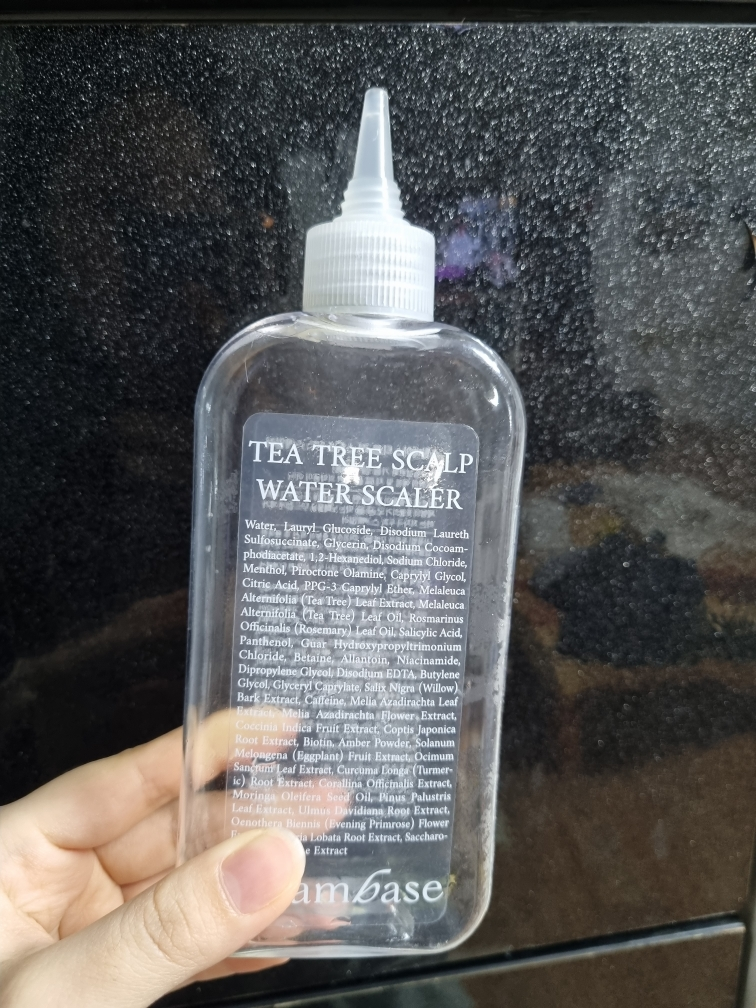 TEA TREE SCALP
WATER SCALER
Water, Lauryl Glucoside, Disodium Laureth
Sulfosuccinate, Glycerin, Disodium Cocoam-
phodiacetate, 1,2-Hexanediol, Sodium Chloride,
Menthol, Piroctone Olamine, Caprylyl Glycol,
Citric Acid, PPG-3 Caprylyl Ether, Melaleuca
Alternifolia (Tea Tree) Leaf Extract, Melaleuca
Alternifolia (Tea Tree) Leaf Oil, Rosmarinus
Officinalis (Rosemary) Leaf Oil, Salicylic Acid,
Panthenol, Guar Hydroxypropyltrimonium
Chloride, Betaine, Allantoin, Niacinamide,
Dipropylene Glycol, Disodium EDTA, Butylene
Glycol, Glyceryl Caprylate, Salix Nigra (Willow)
Bark Extract, Caffeine, Melia Azadirachta Leaf
Extract, Melia Azadirachta Flower Extract,
Coccinia Indica Fruit Extract, Coptis Japonica
Root Extract, Biotin, Amber Powder, Solanum
Melongena (Eggplant) Fruit Extract, Ocimum
Sanctum Leaf Extract, Curcuma Longa (Turmer-
ic) Root Extract, Corallina Officinalis Extract,
Moringa Oleifera Seed Oil, Pinus Palustris
Leaf Extract, Ulmus Davidiana Root Extract,
Oenothera Biennis (Evening Primrose) Flower
Lobata Root Extract, Saccharo-
Extract
ambase